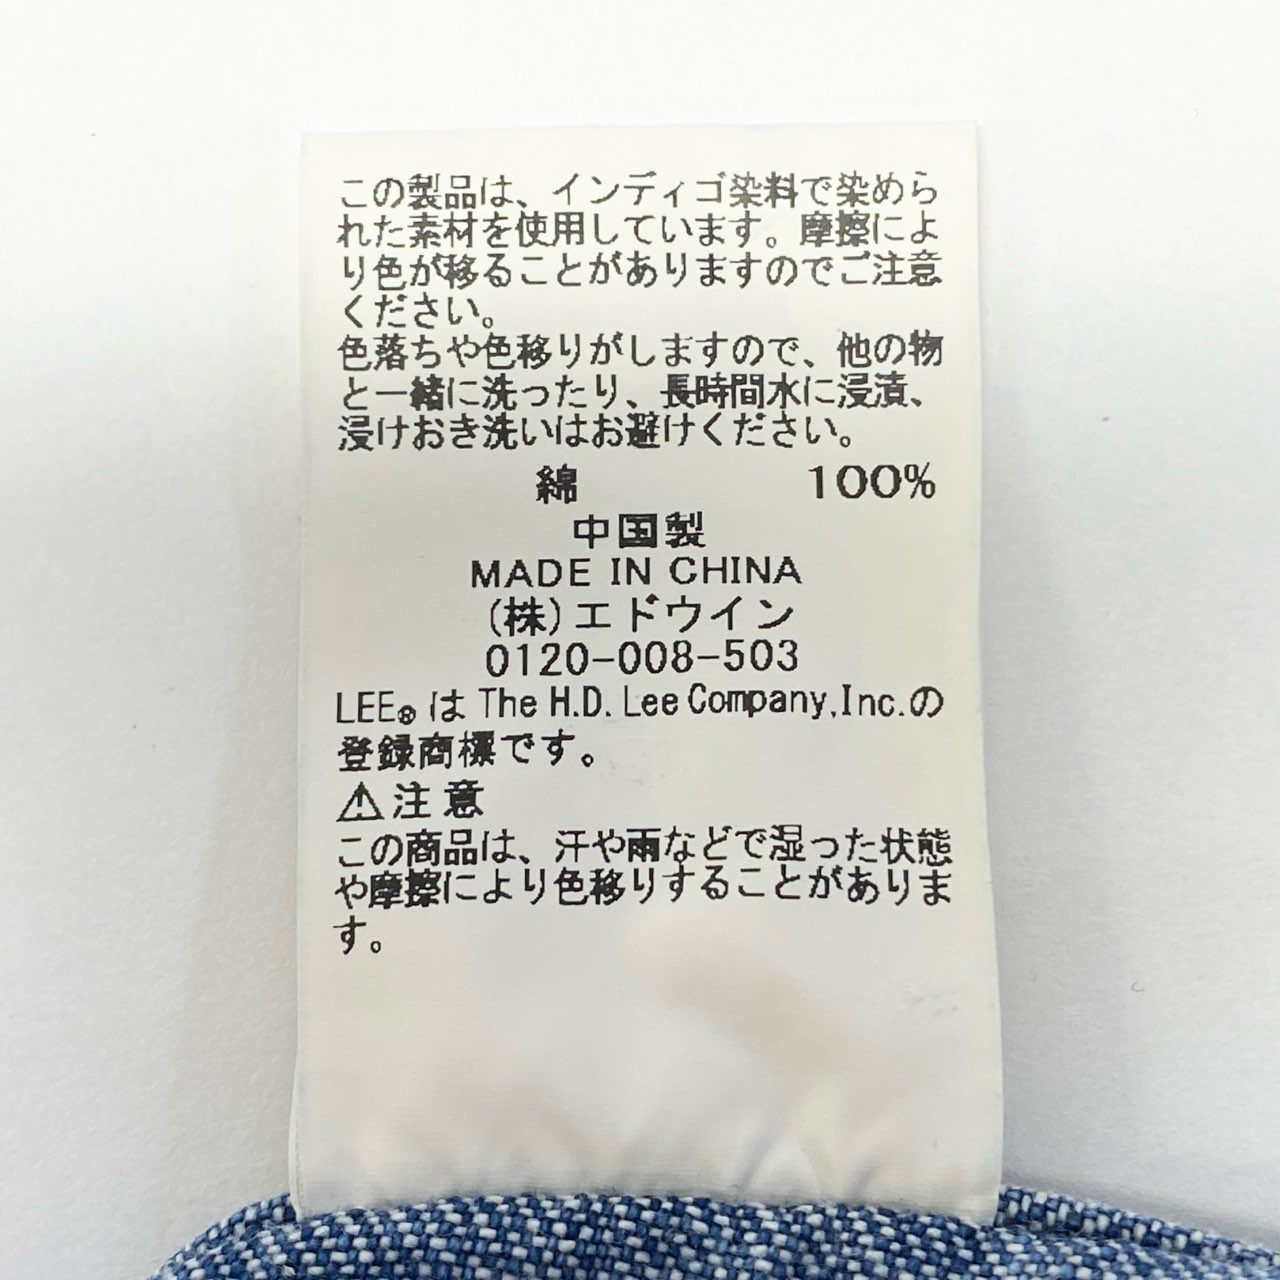 この製品は、インディゴ染料で染めら
れた素材を使用しています。摩擦によ
り色が移ることがありますのでご注意
ください。
色落ちや色移りがしますので、他の物
と一緒に洗ったり、長時間水に浸漬、
浸けおき洗いはお避けください。
綿 100%
中国製
MADE IN CHINA
(株)エドウイン
0120-008-503
LEE®は The H.D. Lee Company,Inc.の
登録商標です。
⚠注意
この商品は、汗や雨などで湿った状態
や摩擦により色移りすることがありま
す。